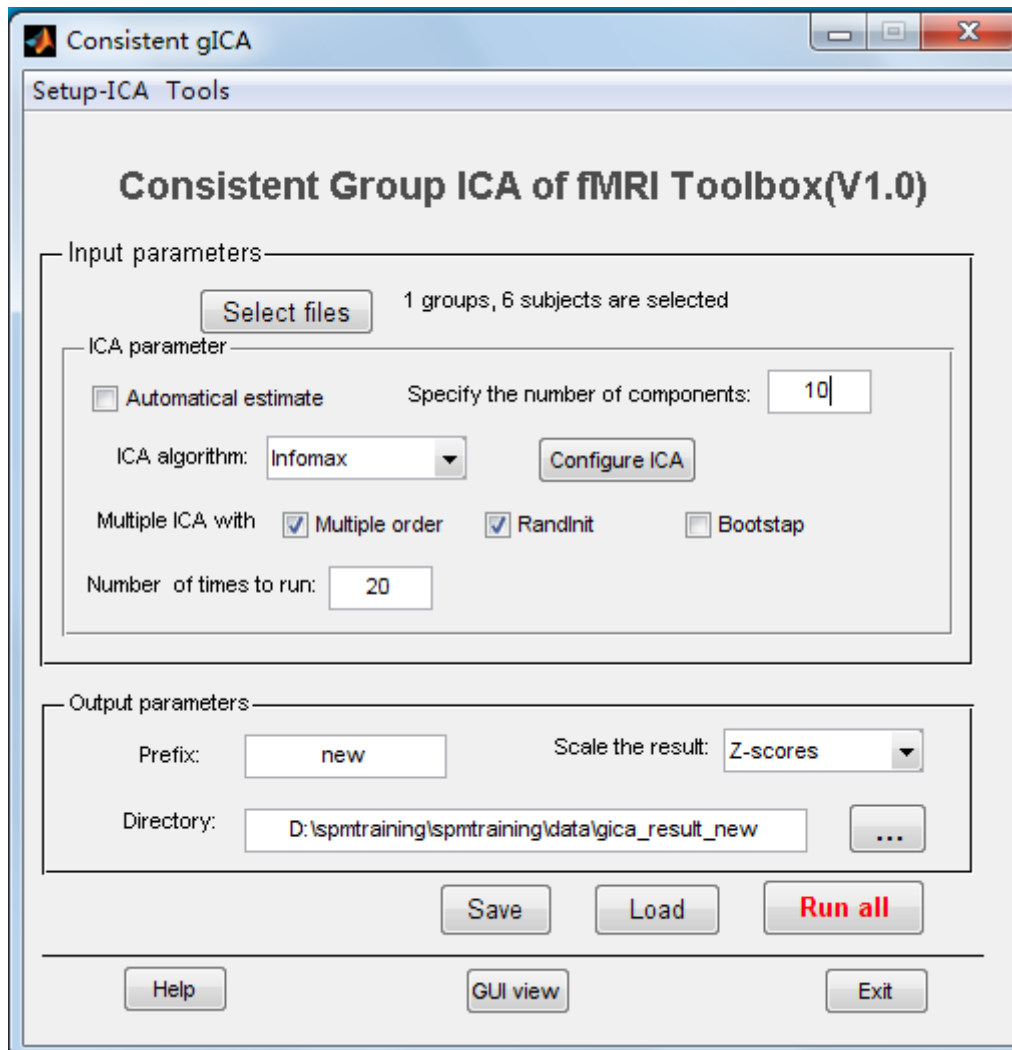 Consistent gICA
Setup-ICA Tools
Consistent Group ICA of fMRI Toolbox(V1.0)
Input parameters
Select files 1 groups, 6 subjects are selected
ICA parameter
Automatical estimate Specify the number of components: 10
ICA algorithm: Infomax Configure ICA
Multiple ICA with Multiple order RandInit Bootstap
Number of times to run: 20
Output parameters
Prefix: new Scale the result: Z-scores
Directory: D:\spmtraining\spmtraining\data\gica_result_new ...
Save Load Run all
Help GUI view Exit